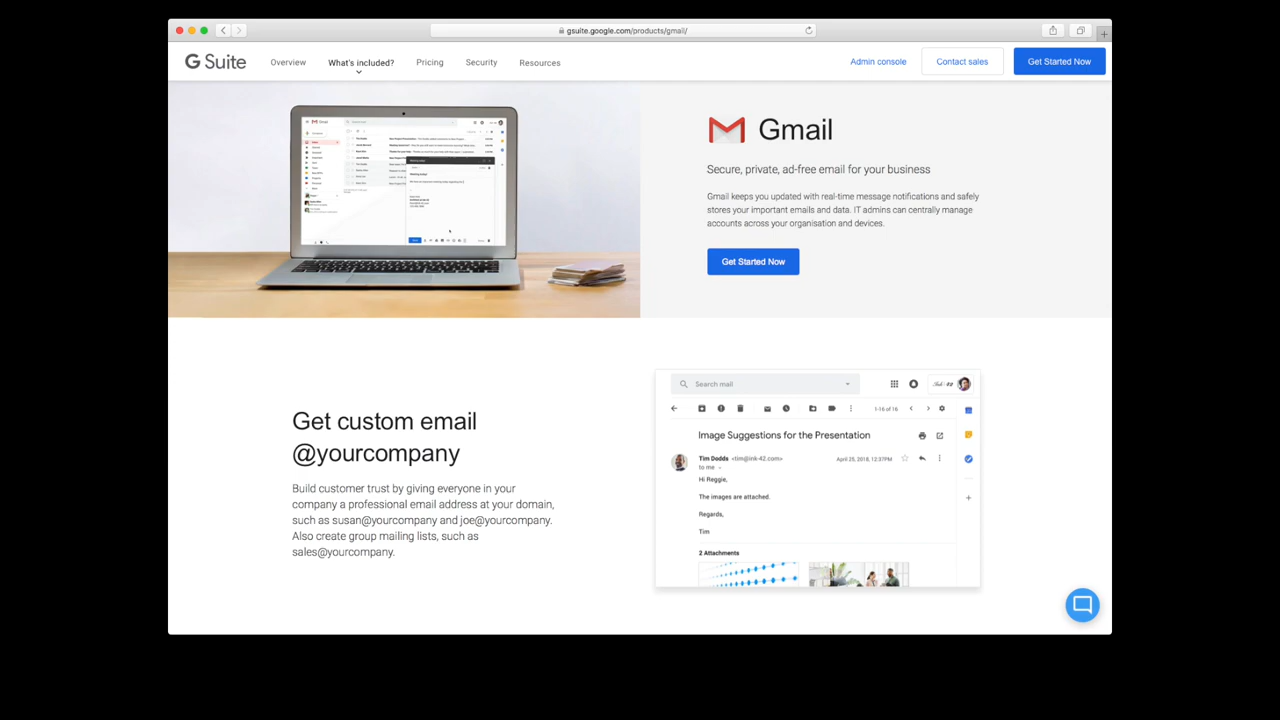 gsuite.google.com/products/gmail/
G Suite
Overview
What's included?
Pricing
Security
Resources
Admin console
Contact sales
Get Started Now
Gmail
Secure, private, ad-free email for your business
Gmail keeps you updated with real-time message notifications and safely
stores your important emails and data. IT admins can centrally manage
accounts across your organisation and devices.
Get Started Now
Get custom email
@yourcompany
Build customer trust by giving everyone in your
company a professional email address at your domain,
such as susan@yourcompany and joe@yourcompany.
Also create group mailing lists, such as
sales@yourcompany.
Search mail
1-16 of 16
Image Suggestions for the Presentation
Tim Dodds <tim@ink-42.com>
April 25, 2018, 12:37PM
to me
Hi Reggie,
The images are attached.
Regards,
Tim
2 Attachments